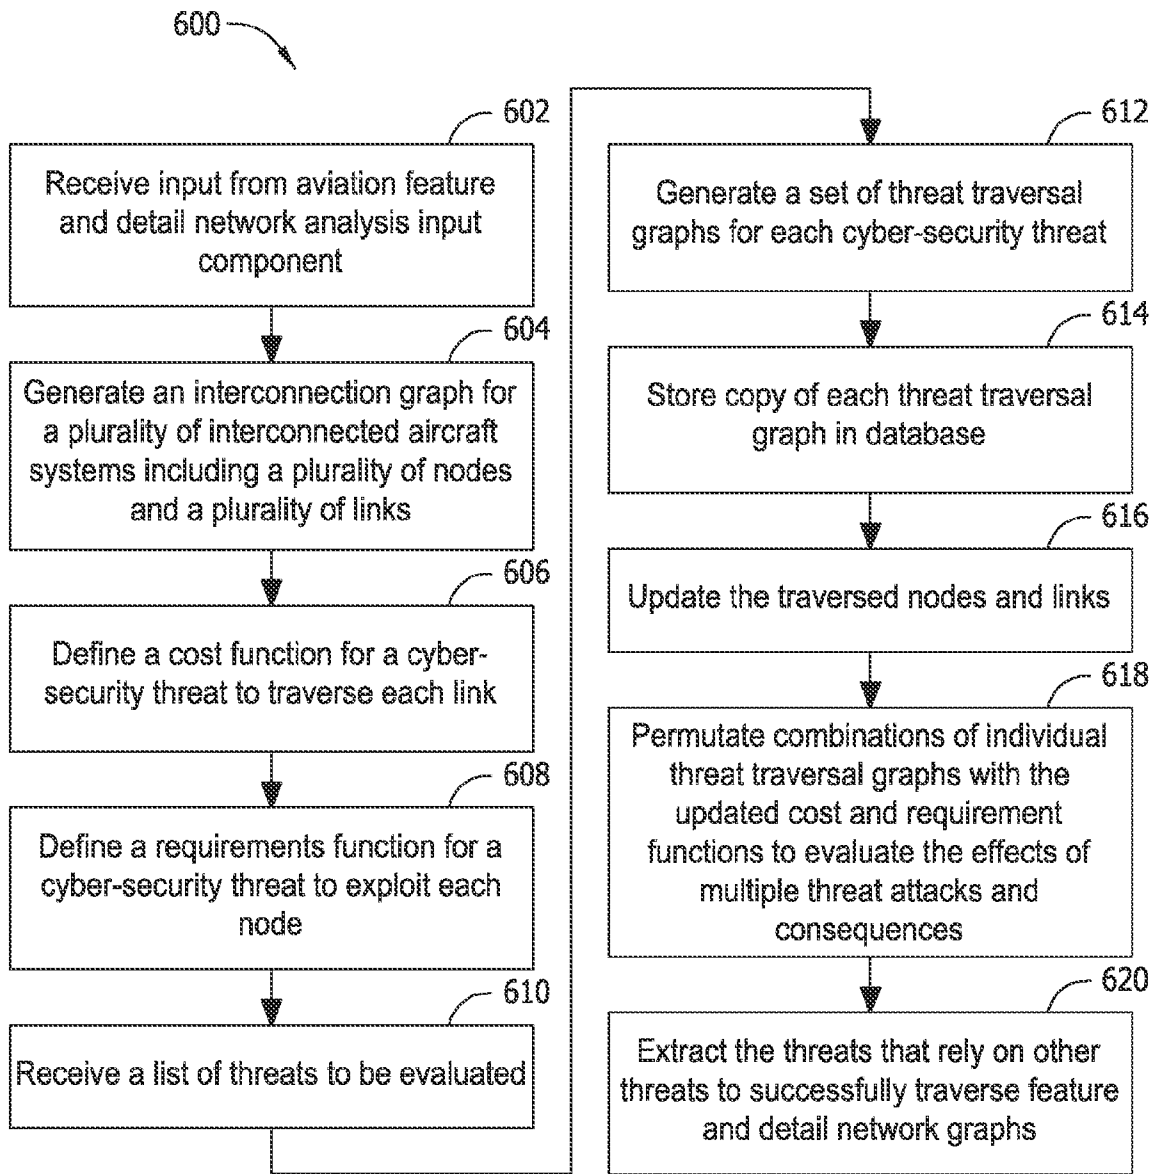 600
602
Receive input from aviation feature
and detail network analysis input
component
604
Generate an interconnection graph for
a plurality of interconnected aircraft
systems including a plurality of nodes
and a plurality of links
606
Define a cost function for a cyber-
security threat to traverse each link
608
Define a requirements function for a
cyber-security threat to exploit each
node
610
Receive a list of threats to be evaluated
612
Generate a set of threat traversal
graphs for each cyber-security threat
614
Store copy of each threat traversal
graph in database
616
Update the traversed nodes and links
618
Permutate combinations of individual
threat traversal graphs with the
updated cost and requirement
functions to evaluate the effects of
multiple threat attacks and
consequences
620
Extract the threats that rely on other
threats to successfully traverse feature
and detail network graphs